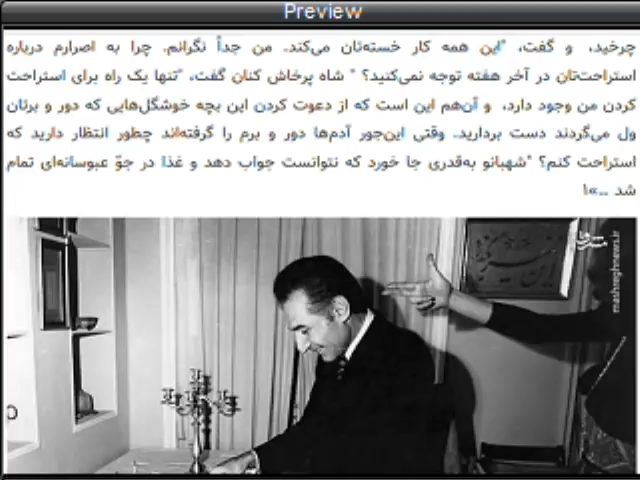 Preview
چرخید، و گفت، "این همه کار خسته‌تان می‌کند. من جداً نگرانم. چرا به اصرارم درباره
استراحت‌تان در آخر هفته توجه نمی‌کنید؟ " شاه پرخاش کنان گفت، "تنها یک راه برای استراحت
کردن من وجود دارد، و آن‌هم این است که از دعوت کردن این بچه خوشگل‌هایی که دور و برتان
ول می‌گردند دست بردارید. وقتی این‌جور آدم‌ها دور و برم را گرفته‌اند چطور انتظار دارید که
استراحت کنم؟ "شهبانو به‌قدری جا خورد که نتوانست جواب دهد و غذا در جوّ عبوسانه‌ای تمام
شد ...»۱
mashreghnews.ir